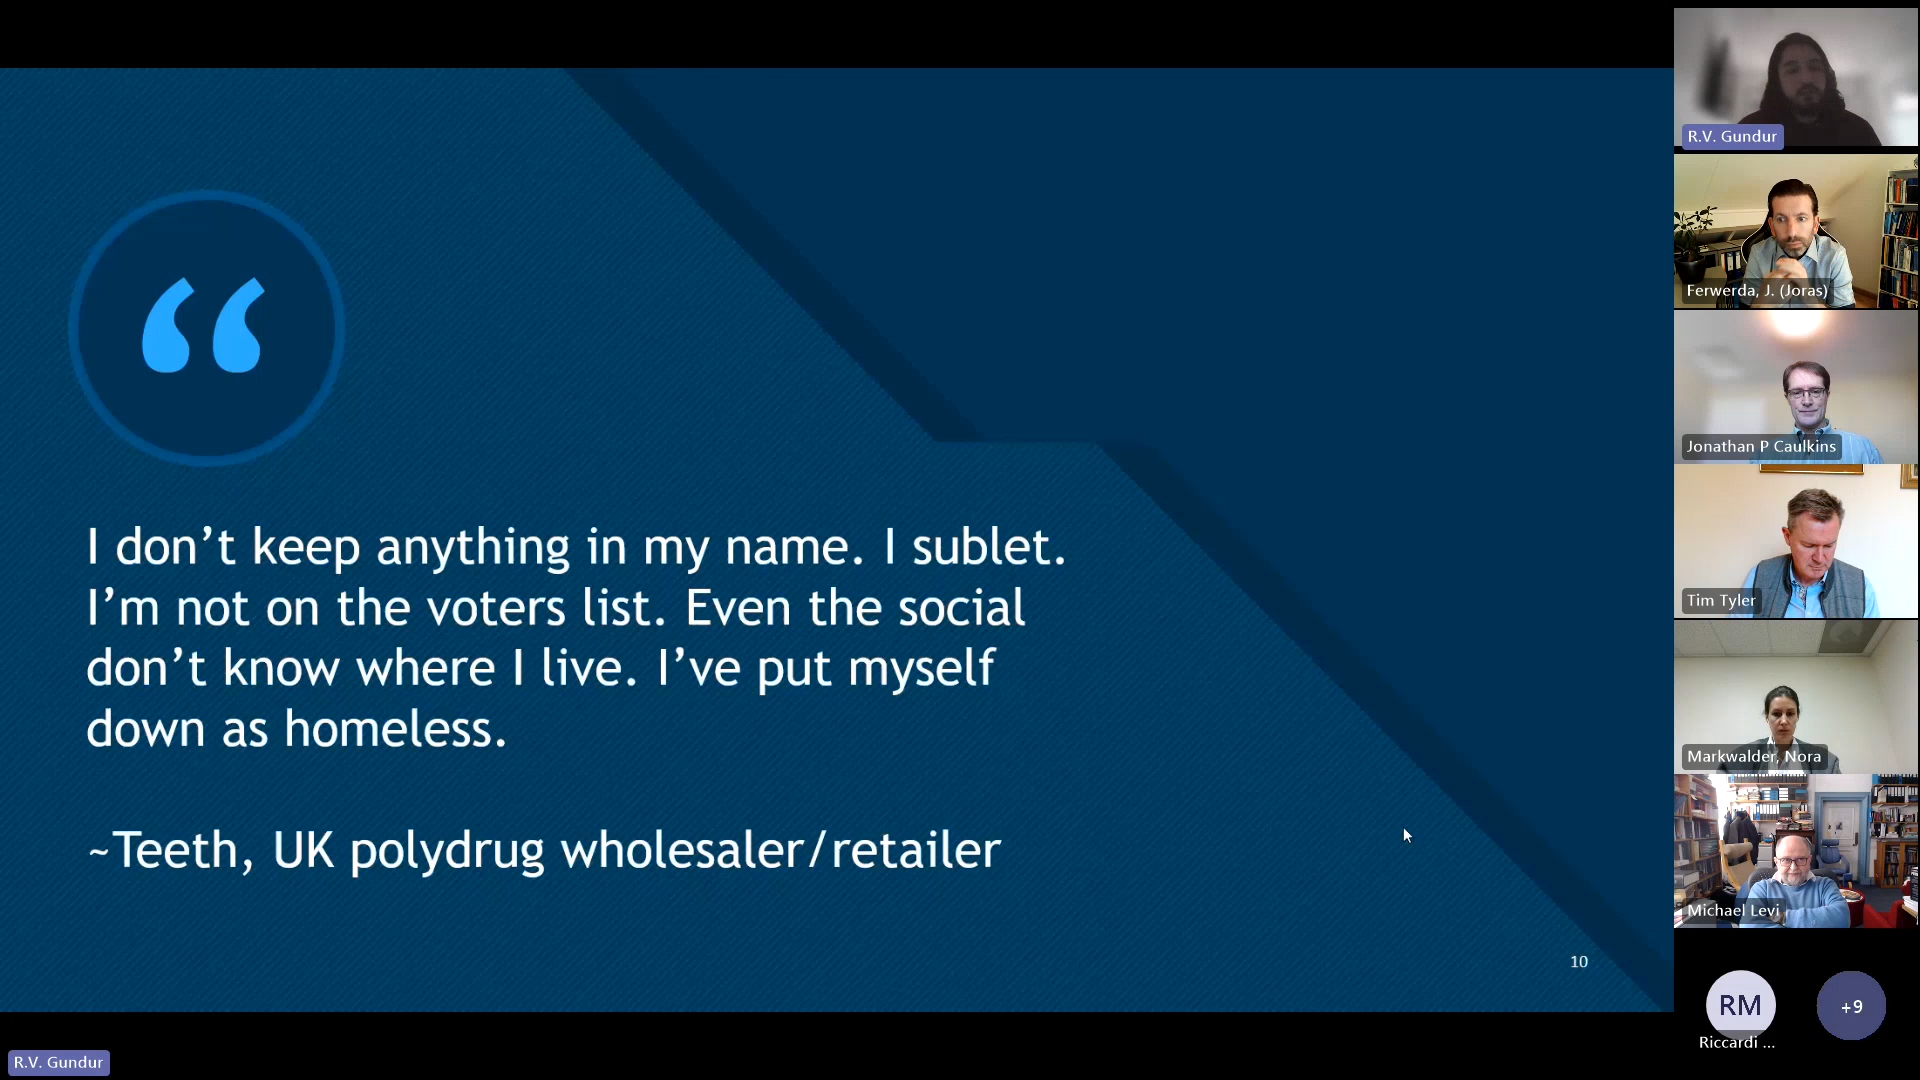 “
I don’t keep anything in my name. I sublet.
I’m not on the voters list. Even the social
don’t know where I live. I’ve put myself
down as homeless.
~Teeth, UK polydrug wholesaler/retailer
10
R.V. Gundur
R.V. Gundur
Ferwerda, J. (Joras)
Jonathan P Caulkins
Tim Tyler
Markwalder, Nora
Michael Levi
RM
Riccardi ...
+9